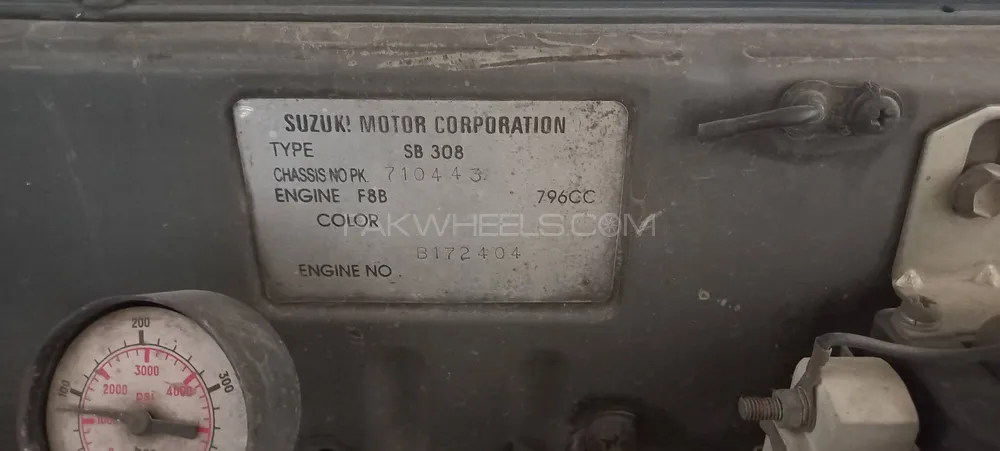 SUZUKI MOTOR CORPORATION
TYPE SB 308
CHASSIS NO PK. 710443
ENGINE F8B 796CC
COLOR
PAKWHEELS.COM
B172404
ENGINE NO.
200
300
100
3000
2000
4000
psi